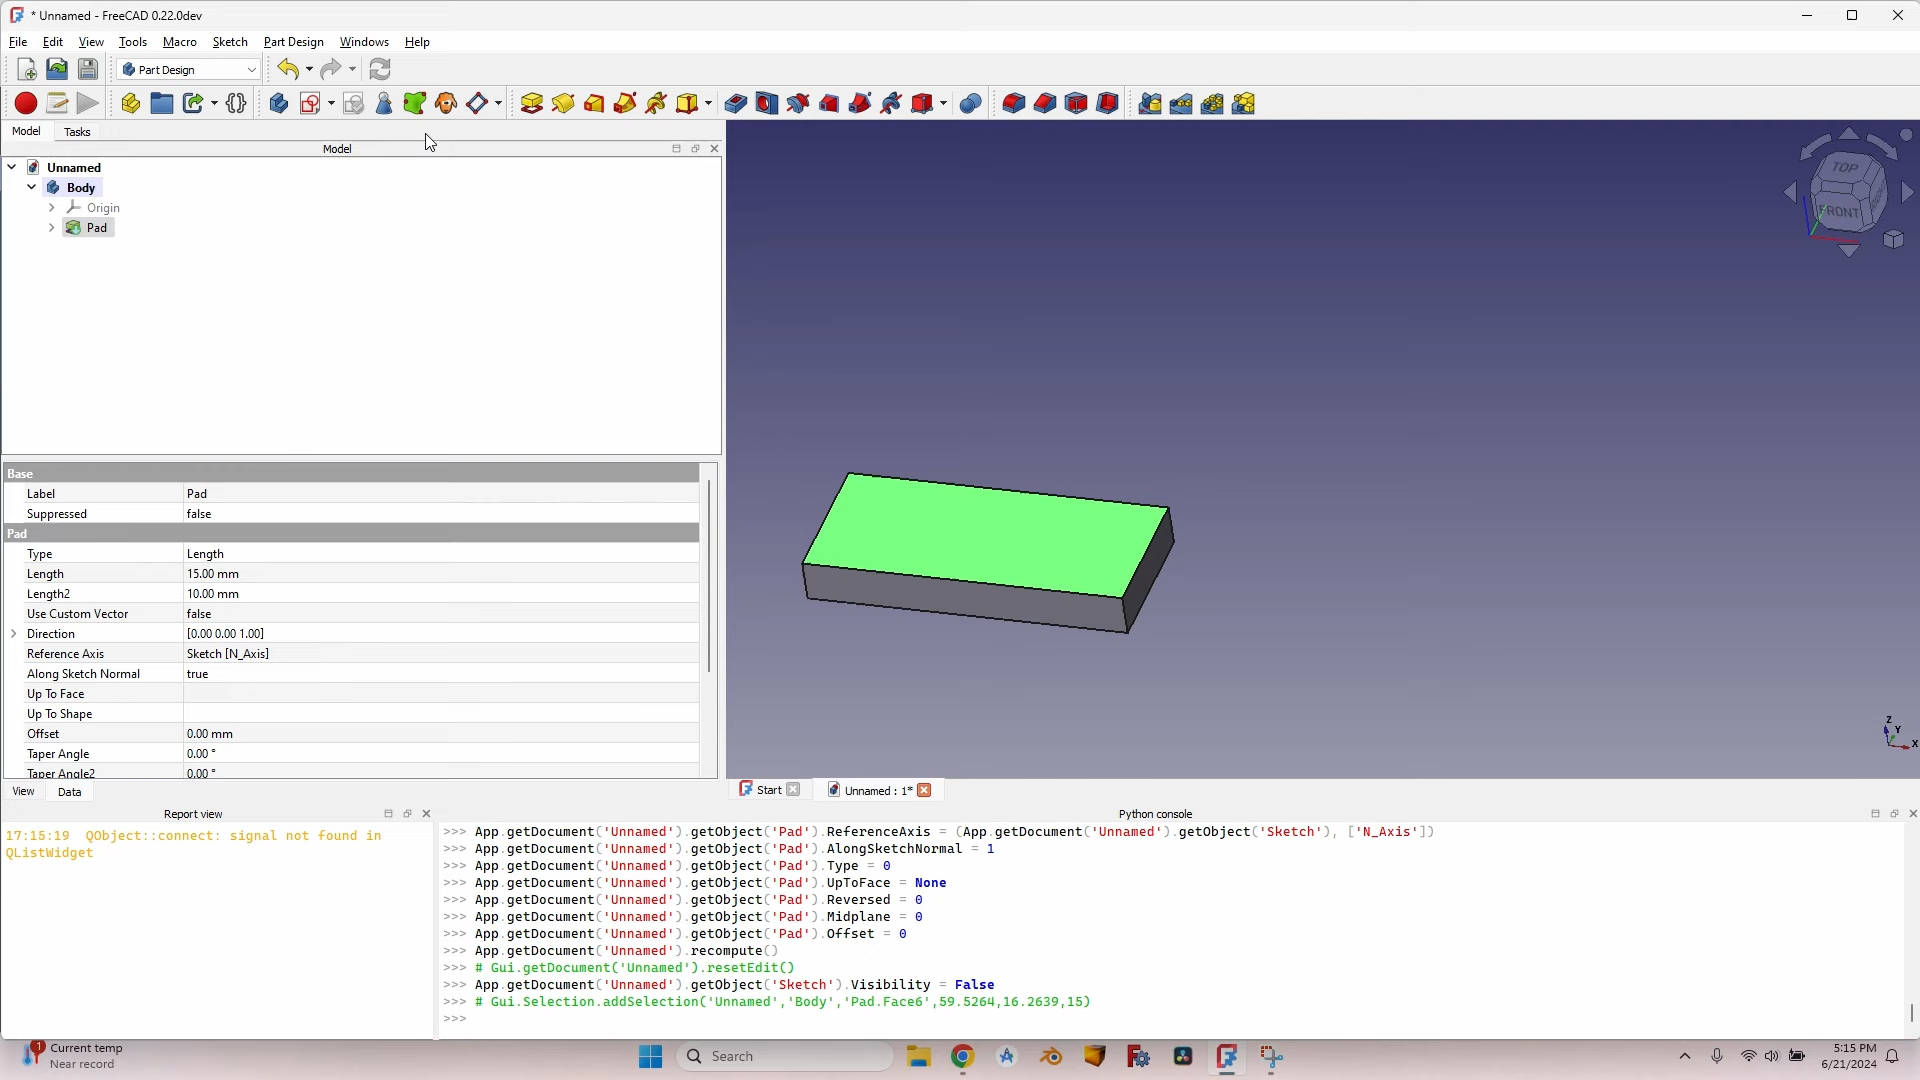 * Unnamed - FreeCAD 0.22.0dev
File Edit View Tools Macro Sketch Part Design Windows Help
Part Design
Model Tasks
Model
Unnamed
Body
Origin
Pad
TOP
FRONT
Base
Label Pad
Suppressed false
Pad
Type Length
Length 15.00 mm
Length2 10.00 mm
Use Custom Vector false
Direction [0.00 0.00 1.00]
Reference Axis Sketch [N_Axis]
Along Sketch Normal true
Up To Face
Up To Shape
Offset 0.00 mm
Taper Angle 0.00 °
Taper Angle2 0.00 °
Z
Y
X
View Data
Start Unnamed : 1*
Report view
17:15:19 QObject::connect: signal not found in
QListWidget
Python console
>>> App.getDocument('Unnamed').getObject('Pad').ReferenceAxis = (App.getDocument('Unnamed').getObject('Sketch'), ['N_Axis'])
>>> App.getDocument('Unnamed').getObject('Pad').AlongSketchNormal = 1
>>> App.getDocument('Unnamed').getObject('Pad').Type = 0
>>> App.getDocument('Unnamed').getObject('Pad').UpToFace = None
>>> App.getDocument('Unnamed').getObject('Pad').Reversed = 0
>>> App.getDocument('Unnamed').getObject('Pad').Midplane = 0
>>> App.getDocument('Unnamed').getObject('Pad').Offset = 0
>>> App.getDocument('Unnamed').recompute()
>>> # Gui.getDocument('Unnamed').resetEdit()
>>> App.getDocument('Unnamed').getObject('Sketch').Visibility = False
>>> # Gui.Selection.addSelection('Unnamed','Body','Pad.Face6',59.5264,16.2639,15)
>>>
1
Current temp
Near record
Search
5:15 PM
6/21/2024